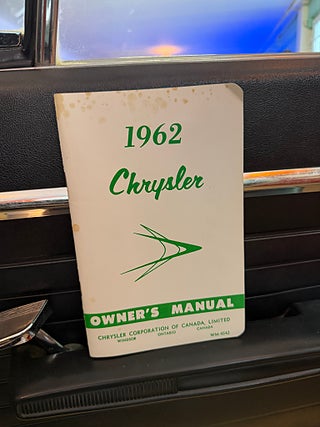 1962
Chrysler
OWNER'S MANUAL
CHRYSLER CORPORATION OF CANADA, LIMITED
WINDSOR ONTARIO CANADA